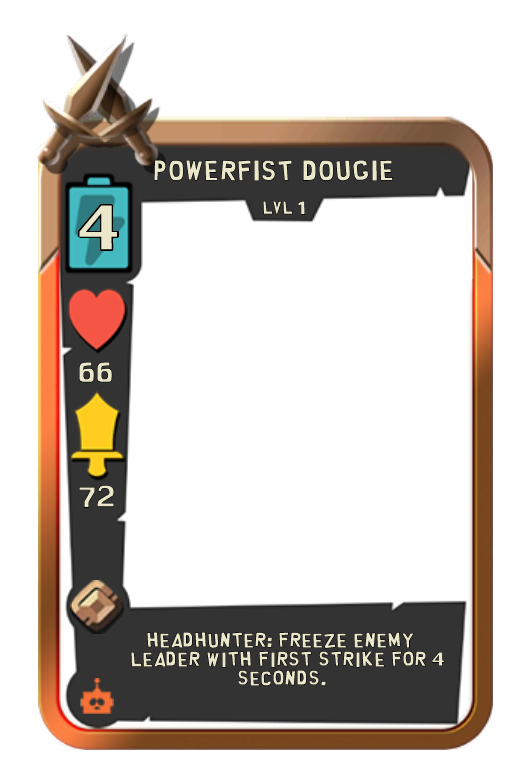 POWERFIST DOUGIE
LVL 1
4
66
72
HEADHUNTER: FREEZE ENEMY
LEADER WITH FIRST STRIKE FOR 4
SECONDS.